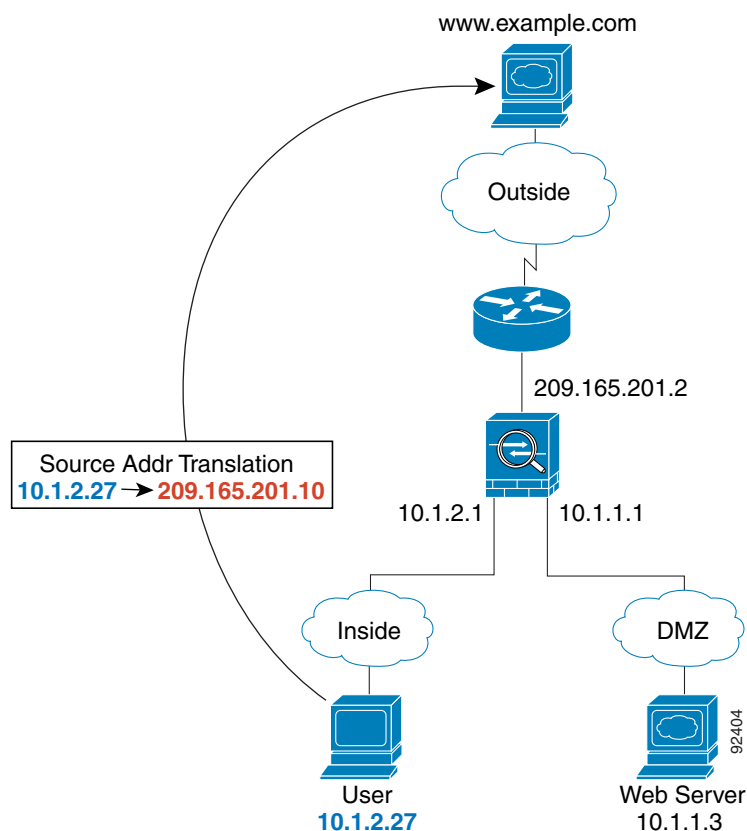 www.example.com
Outside
209.165.201.2
Source Addr Translation
10.1.2.27 → 209.165.201.10
10.1.2.1
10.1.1.1
Inside
DMZ
92404
User
10.1.2.27
Web Server
10.1.1.3